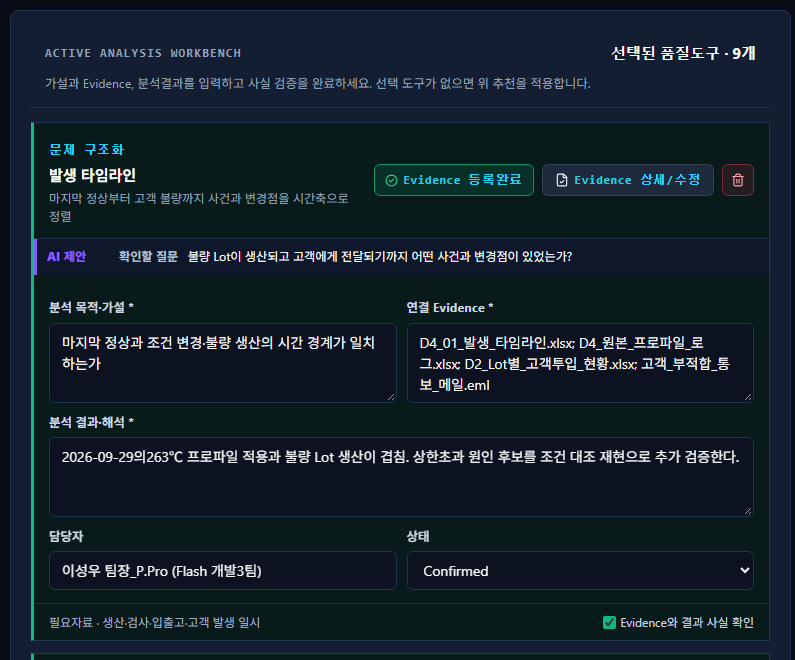 ACTIVE ANALYSIS WORKBENCH
선택된 품질도구 · 9개
가설과 Evidence, 분석결과를 입력하고 사실 검증을 완료하세요. 선택 도구가 없으면 위 추천을 적용합니다.
문제 구조화
발생 타임라인
마지막 정상부터 고객 불량까지 사건과 변경점을 시간축으로
정렬
Evidence 등록완료
Evidence 상세/수정
AI 제안 확인할 질문 불량 Lot이 생산되고 고객에게 전달되기까지 어떤 사건과 변경점이 있었는가?
분석 목적·가설 *
마지막 정상과 조건 변경·불량 생산의 시간 경계가 일치
하는가
연결 Evidence *
D4_01_발생_타임라인.xlsx; D4_원본_프로파일_로
그.xlsx; D2_Lot별_고객투입_현황.xlsx; 고객_부적합_통
보_메일.eml
분석 결과·해석 *
2026-09-29의263℃ 프로파일 적용과 불량 Lot 생산이 겹침. 상한초과 원인 후보를 조건 대조 재현으로 추가 검증한다.
담당자
이성우 팀장_P.Pro (Flash 개발3팀)
상태
Confirmed
필요자료 · 생산·검사·입출고·고객 발생 일시
Evidence와 결과 사실 확인